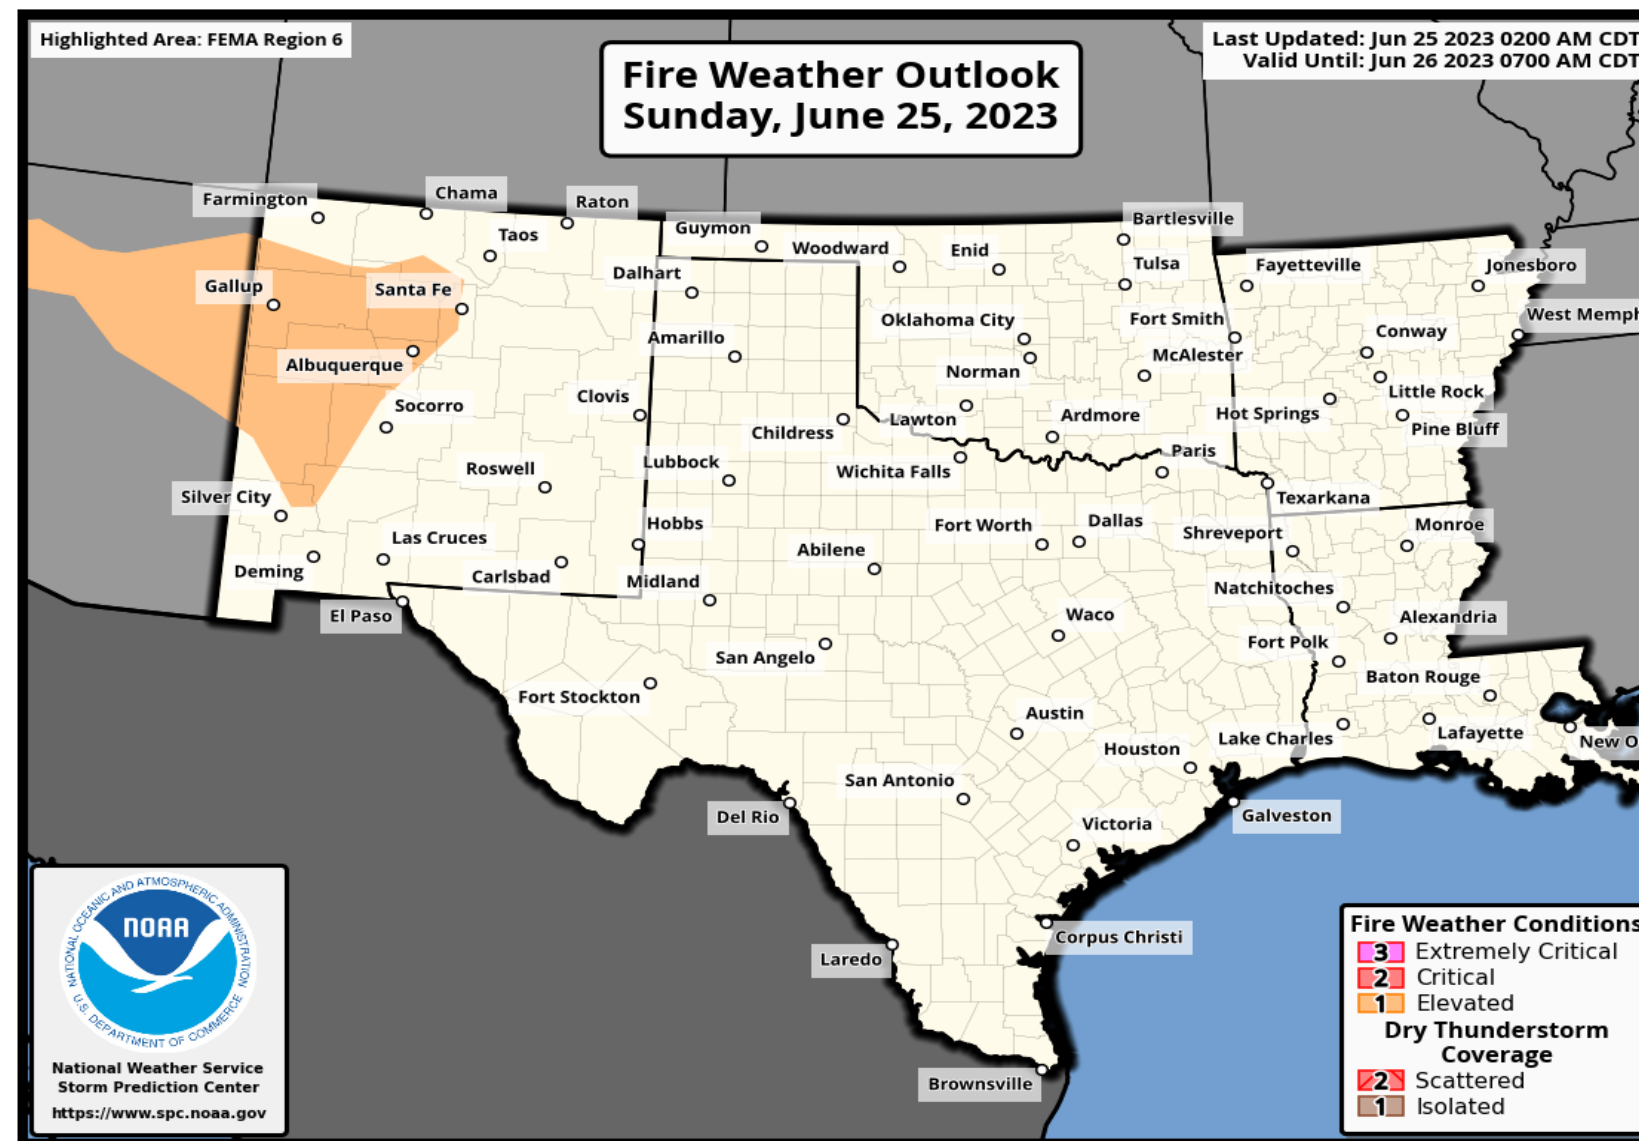 Highlighted Area: FEMA Region 6
Last Updated: Jun 25 2023 0200 AM CDT
Valid Until: Jun 26 2023 0700 AM CDT
Fire Weather Outlook
Sunday, June 25, 2023
Farmington
Chama
Raton
Taos
Guymon
Woodward
Enid
Bartlesville
Tulsa
Fayetteville
Jonesboro
Gallup
Santa Fe
Dalhart
Amarillo
Oklahoma City
Fort Smith
Conway
West Memph
Albuquerque
Norman
McAlester
Little Rock
Socorro
Clovis
Childress
Lawton
Ardmore
Hot Springs
Pine Bluff
Roswell
Lubbock
Wichita Falls
Paris
Texarkana
Silver City
Las Cruces
Hobbs
Abilene
Fort Worth
Dallas
Shreveport
Monroe
Deming
Carlsbad
Midland
Natchitoches
El Paso
Waco
Alexandria
San Angelo
Fort Polk
Fort Stockton
Baton Rouge
Austin
Houston
Lake Charles
Lafayette
New O
San Antonio
Del Rio
Victoria
Galveston
Corpus Christi
Laredo
Brownsville
NATIONAL OCEANIC AND ATMOSPHERIC ADMINISTRATION
NOAA
U.S. DEPARTMENT OF COMMERCE
National Weather Service
Storm Prediction Center
https://www.spc.noaa.gov
Fire Weather Conditions
3 Extremely Critical
2 Critical
1 Elevated
Dry Thunderstorm
Coverage
2 Scattered
1 Isolated